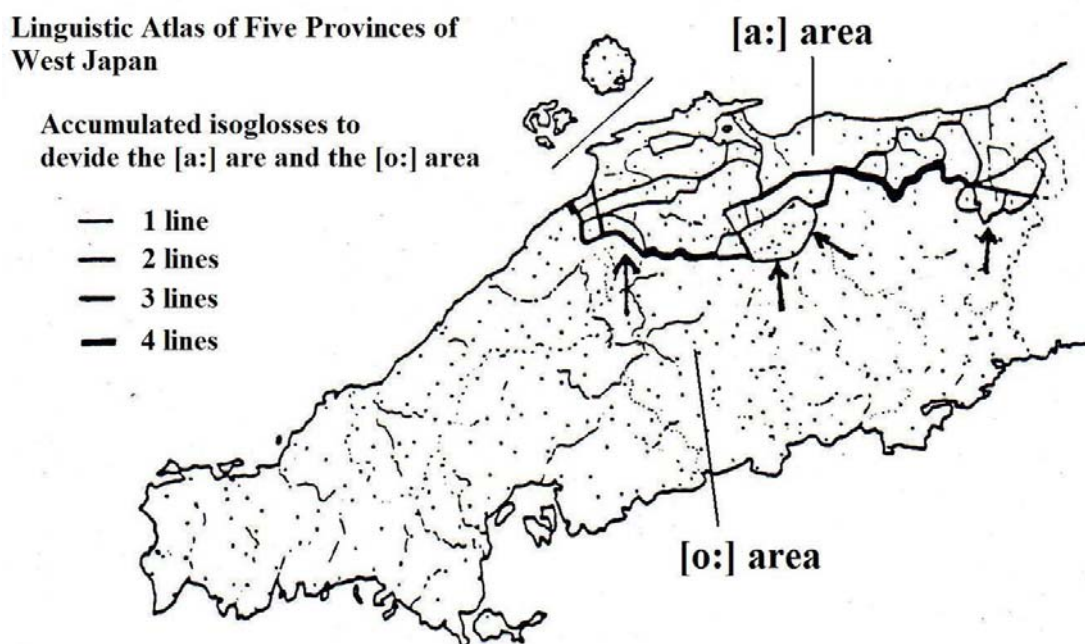 Linguistic Atlas of Five Provinces of
West Japan
[a:] area
Accumulated isoglosses to
devide the [a:] are and the [o:] area
1 line
2 lines
3 lines
4 lines
[o:] area